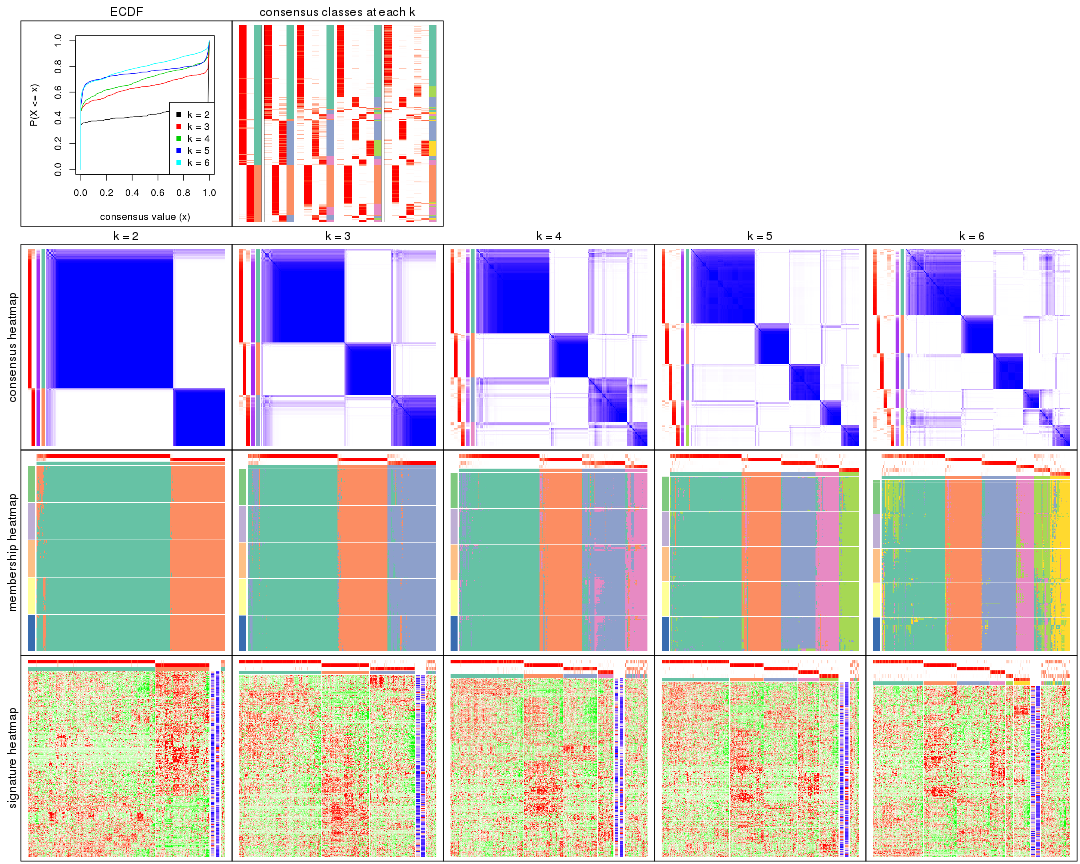 ECDF
consensus classes at each k
P(X <= x)
0.0 0.2 0.4 0.6 0.8 1.0
k = 2
k = 3
k = 4
k = 5
k = 6
0.0 0.2 0.4 0.6 0.8 1.0
consensus value (x)
k = 2
k = 3
k = 4
k = 5
k = 6
consensus heatmap
membership heatmap
signature heatmap